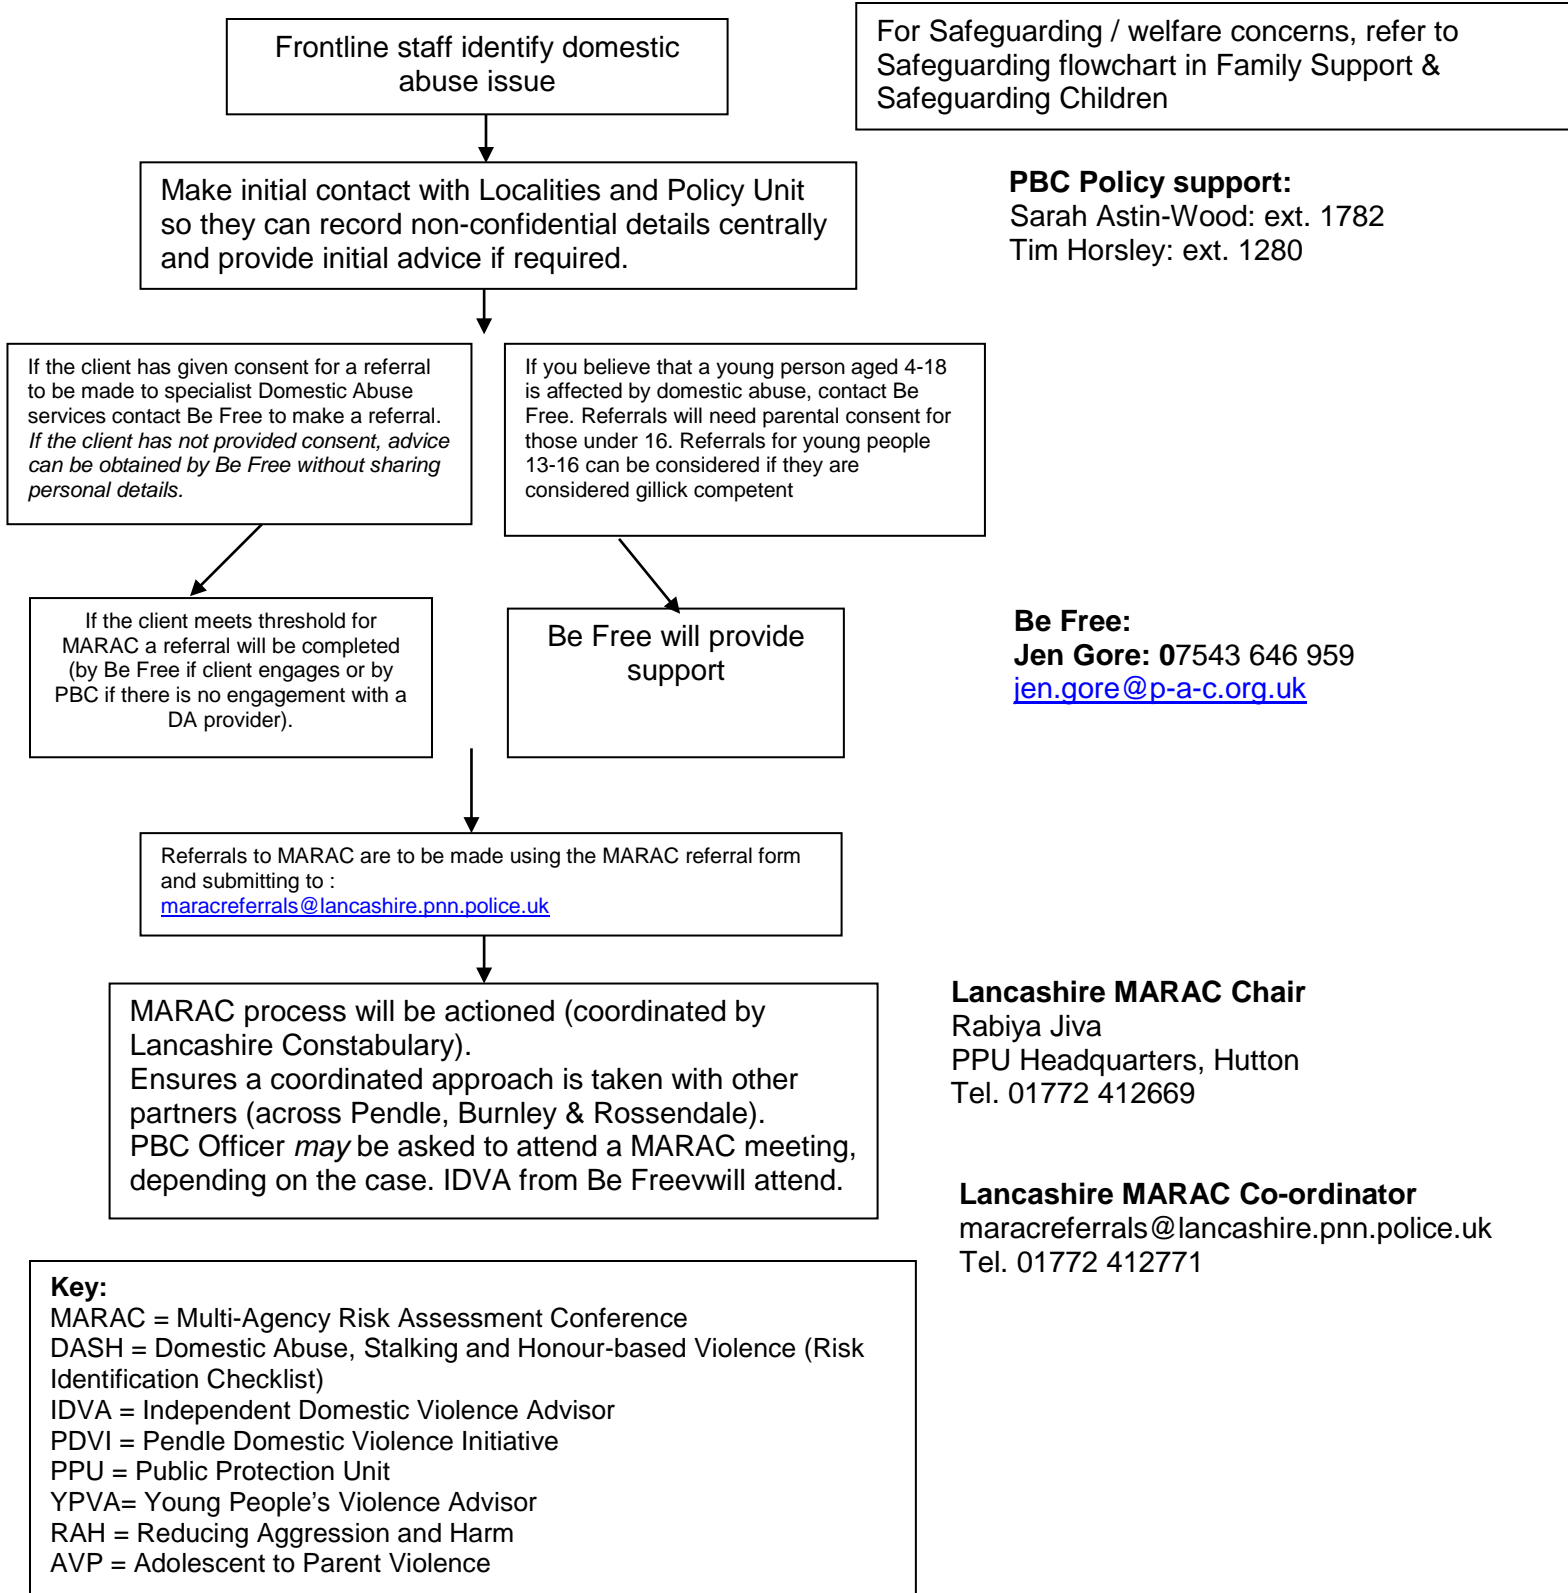 Frontline staff identify domestic
abuse issue
For Safeguarding / welfare concerns, refer to
Safeguarding flowchart in Family Support &
Safeguarding Children
Make initial contact with Localities and Policy Unit
so they can record non-confidential details centrally
and provide initial advice if required.
PBC Policy support:
Sarah Astin-Wood: ext. 1782
Tim Horsley: ext. 1280
If the client has given consent for a referral
to be made to specialist Domestic Abuse
services contact Be Free to make a referral.
If the client has not provided consent, advice
can be obtained by Be Free without sharing
personal details.
If you believe that a young person aged 4-18
is affected by domestic abuse, contact Be
Free. Referrals will need parental consent for
those under 16. Referrals for young people
13-16 can be considered if they are
considered gillick competent
If the client meets threshold for
MARAC a referral will be completed
(by Be Free if client engages or by
PBC if there is no engagement with a
DA provider).
Be Free will provide
support
Be Free:
Jen Gore: 07543 646 959
jen.gore@p-a-c.org.uk
Referrals to MARAC are to be made using the MARAC referral form
and submitting to :
maracreferrals@lancashire.pnn.police.uk
MARAC process will be actioned (coordinated by
Lancashire Constabulary).
Ensures a coordinated approach is taken with other
partners (across Pendle, Burnley & Rossendale).
PBC Officer may be asked to attend a MARAC meeting,
depending on the case. IDVA from Be Freevwill attend.
Lancashire MARAC Chair
Rabiya Jiva
PPU Headquarters, Hutton
Tel. 01772 412669
Lancashire MARAC Co-ordinator
maracreferrals@lancashire.pnn.police.uk
Tel. 01772 412771
Key:
MARAC = Multi-Agency Risk Assessment Conference
DASH = Domestic Abuse, Stalking and Honour-based Violence (Risk
Identification Checklist)
IDVA = Independent Domestic Violence Advisor
PDVI = Pendle Domestic Violence Initiative
PPU = Public Protection Unit
YPVA= Young People's Violence Advisor
RAH = Reducing Aggression and Harm
AVP = Adolescent to Parent Violence